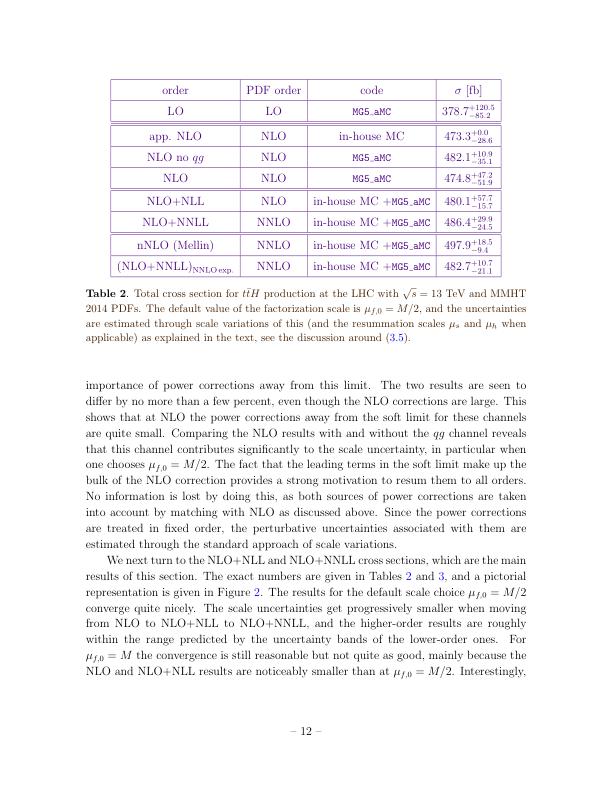 order PDF order code σ [fb]
LO LO MG5_aMC 378.7+120.5 −85.2
app. NLO NLO in-house MC 473.3+0.0 −28.6
NLO no qg NLO MG5_aMC 482.1+10.9 −35.1
NLO NLO MG5_aMC 474.8+47.2 −51.9
NLO+NLL NLO in-house MC +MG5_aMC 480.1+57.7 −15.7
NLO+NNLL NNLO in-house MC +MG5_aMC 486.4+29.9 −24.5
nNLO (Mellin) NNLO in-house MC +MG5_aMC 497.9+18.5 −9.4
(NLO+NNLL)NNLO exp. NNLO in-house MC +MG5_aMC 482.7+10.7 −21.1
Table 2. Total cross section for tt̄H production at the LHC with √s = 13 TeV and MMHT
2014 PDFs. The default value of the factorization scale is μf,0 = M/2, and the uncertainties
are estimated through scale variations of this (and the resummation scales μs and μh when
applicable) as explained in the text, see the discussion around (3.5).
importance of power corrections away from this limit. The two results are seen to
differ by no more than a few percent, even though the NLO corrections are large. This
shows that at NLO the power corrections away from the soft limit for these channels
are quite small. Comparing the NLO results with and without the qg channel reveals
that this channel contributes significantly to the scale uncertainty, in particular when
one chooses μf,0 = M/2. The fact that the leading terms in the soft limit make up the
bulk of the NLO correction provides a strong motivation to resum them to all orders.
No information is lost by doing this, as both sources of power corrections are taken
into account by matching with NLO as discussed above. Since the power corrections
are treated in fixed order, the perturbative uncertainties associated with them are
estimated through the standard approach of scale variations.
We next turn to the NLO+NLL and NLO+NNLL cross sections, which are the main
results of this section. The exact numbers are given in Tables 2 and 3, and a pictorial
representation is given in Figure 2. The results for the default scale choice μf,0 = M/2
converge quite nicely. The scale uncertainties get progressively smaller when moving
from NLO to NLO+NLL to NLO+NNLL, and the higher-order results are roughly
within the range predicted by the uncertainty bands of the lower-order ones. For
μf,0 = M the convergence is still reasonable but not quite as good, mainly because the
NLO and NLO+NLL results are noticeably smaller than at μf,0 = M/2. Interestingly,
– 12 –